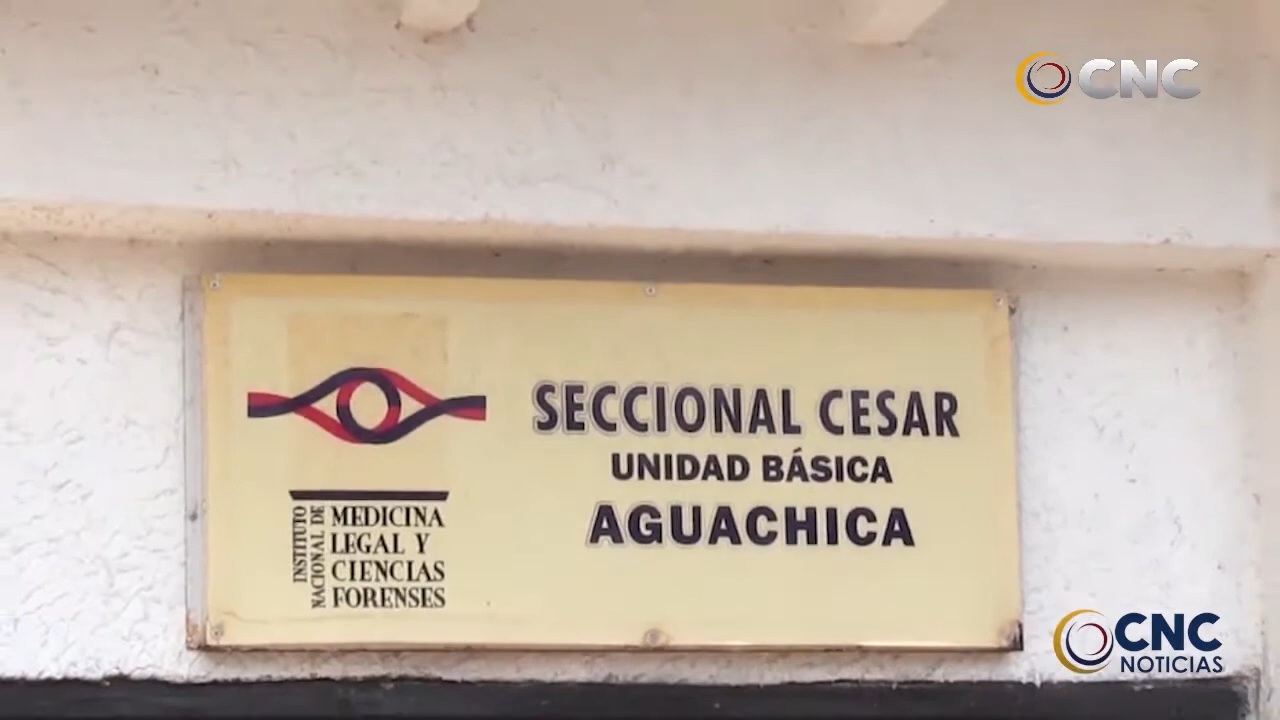 CNC
SECCIONAL CESAR
UNIDAD BÁSICA
AGUACHICA
INSTITUTO
NACIONAL DE
MEDICINA
LEGAL Y
CIENCIAS
FORENSES
CNC
NOTICIAS